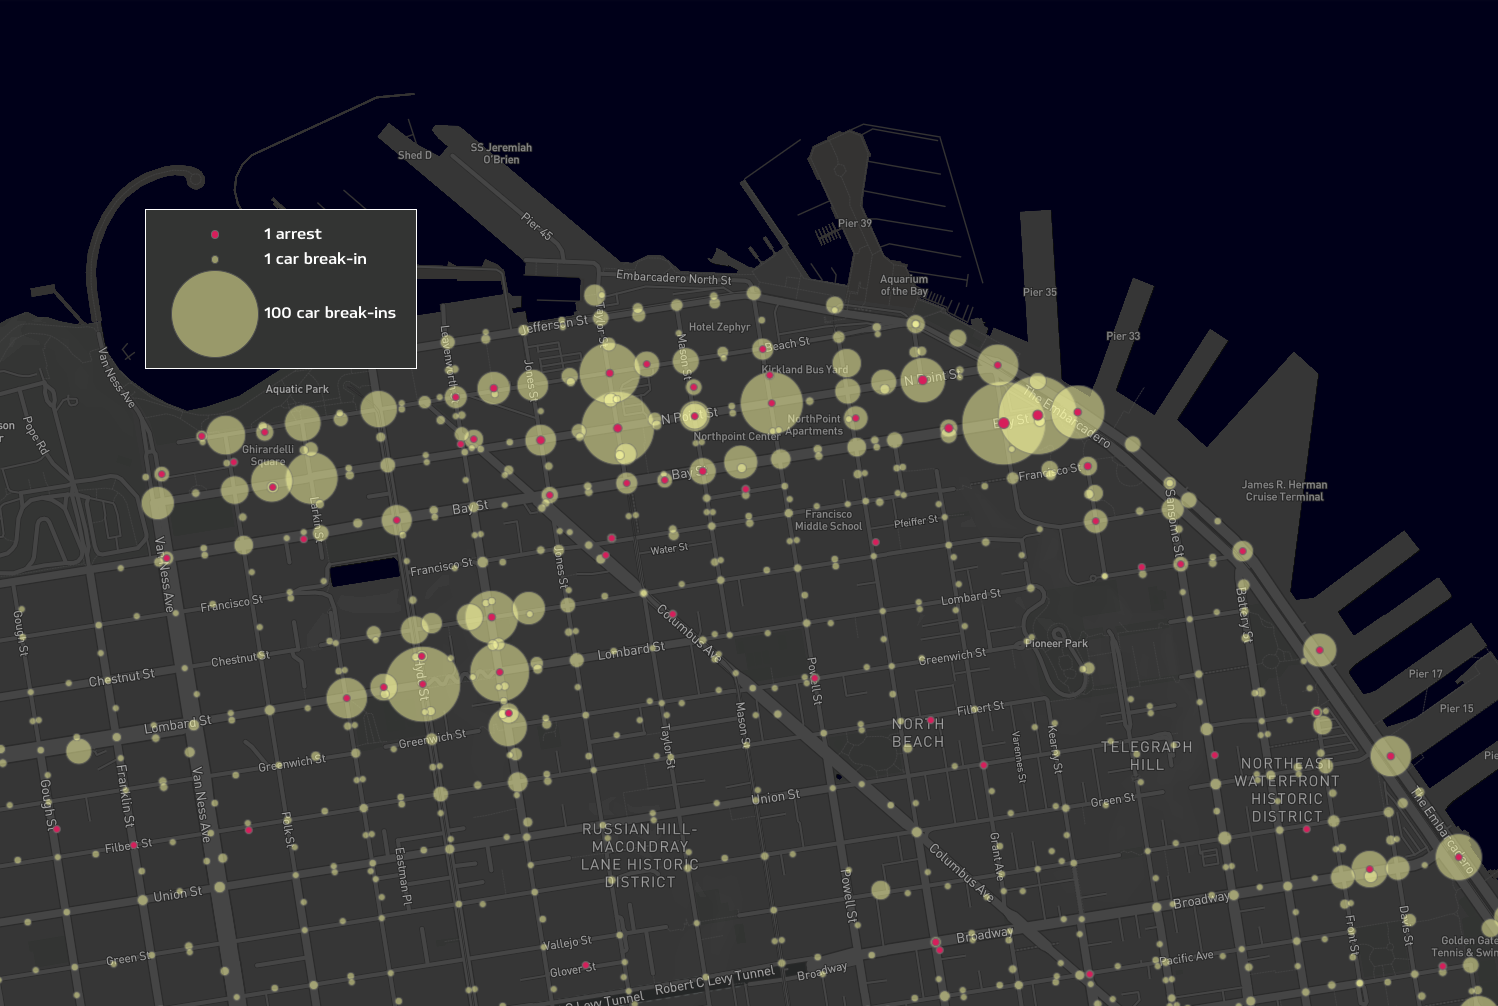 Shed D
SS Jeremiah
O'Brien
Pier 45
Pier 39
1 arrest
1 car break-in
100 car break-ins
Embarcadero North St
Aquarium
of the Bay
Pier 35
Pier 33
Jefferson St
Taylor St
Hotel Zephyr
Leavenworth
Mason St
Beach St
Kirkland Bus Yard
Jones St
N Point St
Van Ness Ave
Aquatic Park
The Embarcadero
Pope Rd
N Point St
NorthPoint
Apartments
Northpoint Center
Bay St
Ghirardelli
Square
Bay St
Francisco St
Sansome St
James R. Herman
Cruise Terminal
Larkin St
Bay St
Francisco
Middle School
Pfeiffer St
Van Ness Ave
Water St
Francisco St
Jones St
Francisco St
Lombard St
Battery St
Gough St
Columbus Ave
Chestnut St
Lombard St
Greenwich St
Pioneer Park
Chestnut St
Hyde St
Powell St
Pier 17
Pier 15
Lombard St
Mason St
Filbert St
NORTH
BEACH
Greenwich St
Taylor St
Varennes St
Kearny St
TELEGRAPH
HILL
Greenwich St
NORTHEAST
WATERFRONT
HISTORIC
DISTRICT
Gough St
Franklin St
Van Ness Ave
Union St
Green St
The Embarcadero
Polk St
RUSSIAN HILL-
MACONDRAY
LANE HISTORIC
DISTRICT
Filbert St
Eastman Pl
Columbus Ave
Grant Ave
Powell St
Union St
Broadway
Front St
Davis St
Vallejo St
Broadway
Green St
Glover St
Robert C Levy Tunnel
C Levy Tunnel
Broadway
Pacific Ave
Golden Gate
Tennis & Swim